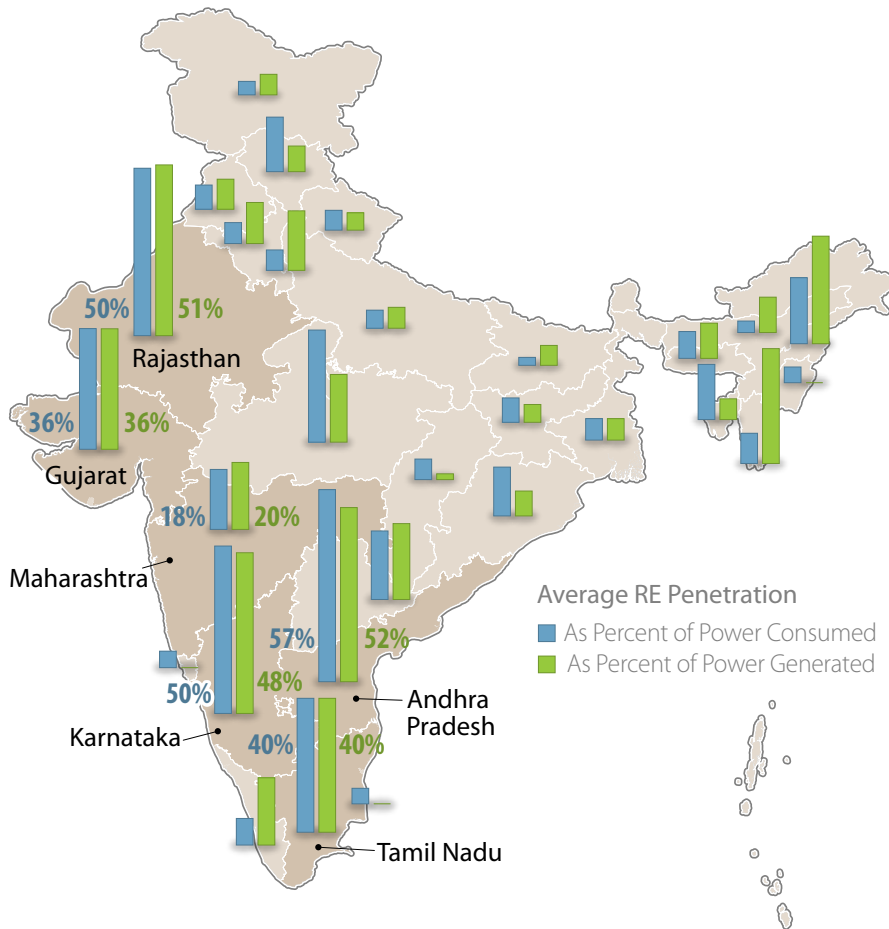 50% 51%
Rajasthan
36% 36%
Gujarat
18% 20%
Maharashtra
Average RE Penetration
As Percent of Power Consumed
As Percent of Power Generated
57% 52%
50% 48%
Andhra
Pradesh
Karnataka
40% 40%
Tamil Nadu